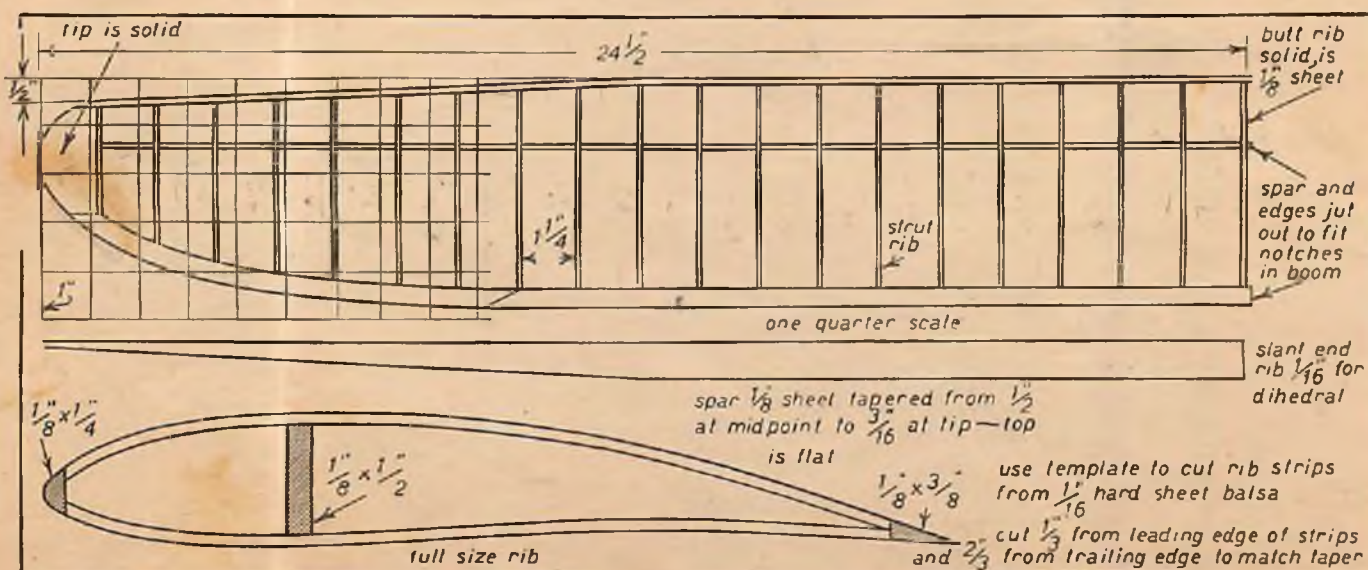 tip is solid
24 1/2"
butt rib
solid, is
1/8" sheet
1/2"
1 1/4"
strut
rib
spar and
edges jut
out to fit
notches
in boom
1"
one quarter scale
slant end
rib 1/16" for
dihedral
spar 1/8" sheet tapered from 1/2"
at midpoint to 3/16" at tip—top
is flat
1/8" x 1/4"
1/8" x 1/2"
1/8" x 3/8"
use template to cut rib strips
from 1/16" hard sheet balsa
cut 1/3" from leading edge of strips
and 2/3" from trailing edge to match taper
full size rib